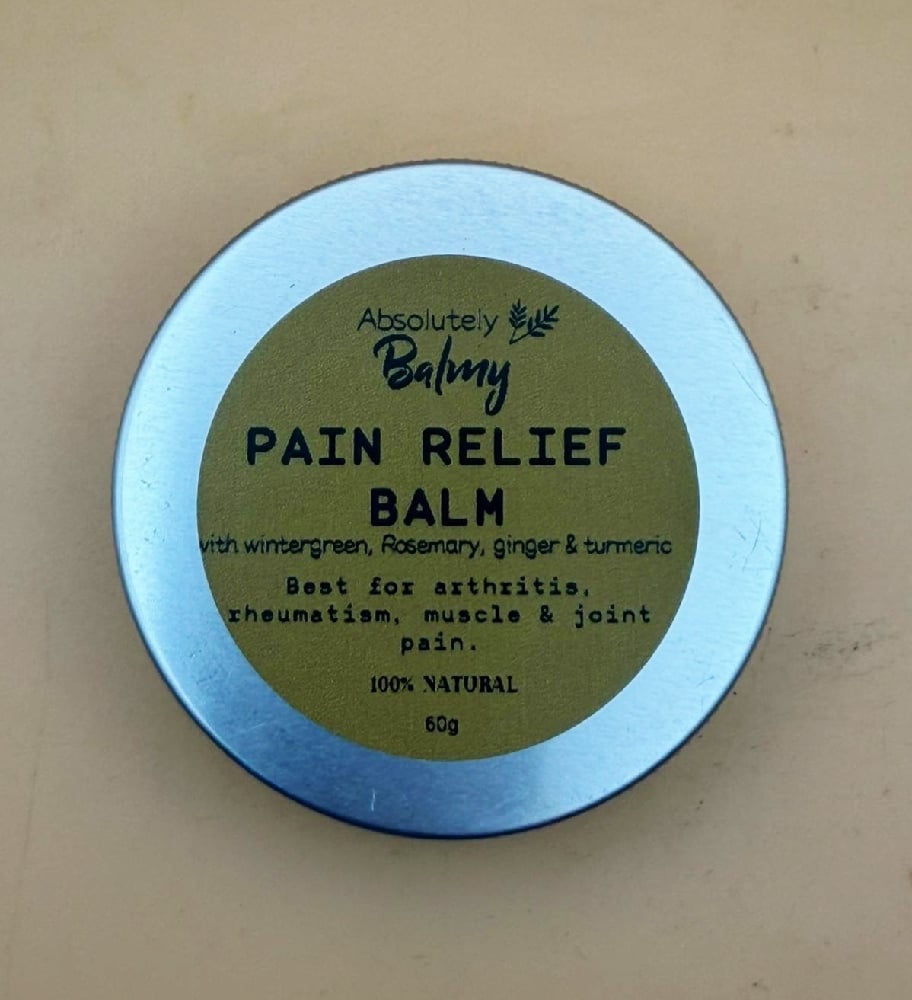 Absolutely
Balmy
PAIN RELIEF
BALM
with wintergreen, Rosemary, ginger & turmeric
Best for arthritis,
rheumatism, muscle & joint
pain.
100% NATURAL
60g